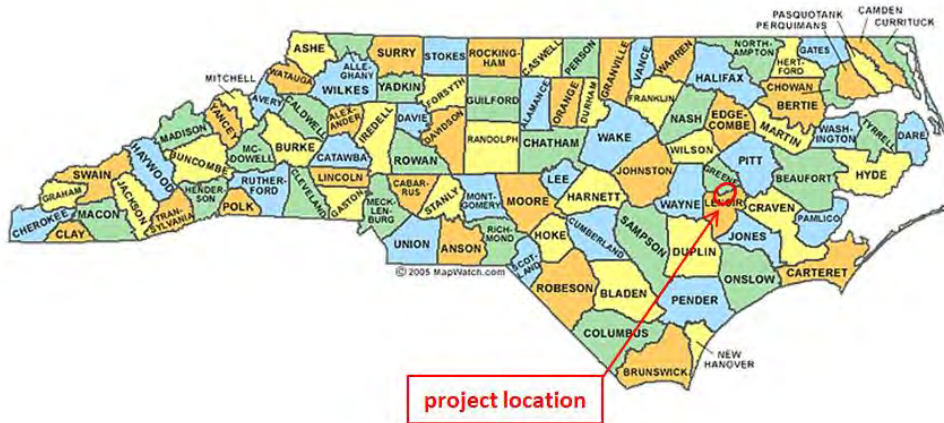 PASQUOTANK
CAMDEN
PERQUIMANS
CURRITUCK
ASHE
ALLE-
GHANY
SURRY
STOKES
ROCKING-
HAM
CASWELL
PERSON
GRANVILLE
VANCE
WARREN
NORTH-
AMPTON
GATES
HERT-
FORD
MITCHELL
WATAUGA
WILKES
YADKIN
FORSYTH
GUILFORD
ALAMANCE
ORANGE
DURHAM
FRANKLIN
HALIFAX
CHOWAN
BERTIE
AVERY
CALDWELL
ALEX-
ANDER
IREDELL
DAVIE
DAVIDSON
RANDOLPH
CHATHAM
WAKE
NASH
EDGE-
COMBE
MARTIN
WASH-
INGTON
TYRRELL
DARE
MADISON
YANCEY
MC-
DOWELL
BURKE
CATAWBA
ROWAN
WILSON
PITT
HYDE
HAYWOOD
BUNCOMBE
LINCOLN
JOHNSTON
GREENE
BEAUFORT
SWAIN
JACKSON
HENDER-
SON
RUTHER-
FORD
CLEVELAND
GASTON
CABAR-
RUS
STANLY
MONT-
GOMERY
MOORE
LEE
HARNETT
WAYNE
LENOIR
CRAVEN
PAMLICO
GRAHAM
CHEROKEE
MACON
CLAY
TRAN-
SYLVANIA
POLK
MECK-
LEN-
BURG
UNION
ANSON
RICH-
MOND
SCOT-
LAND
HOKE
CUMBERLAND
SAMPSON
DUPLIN
JONES
CARTERET
© 2005 MapWatch.com
ROBESON
BLADEN
PENDER
ONSLOW
COLUMBUS
NEW
HANOVER
BRUNSWICK
project location